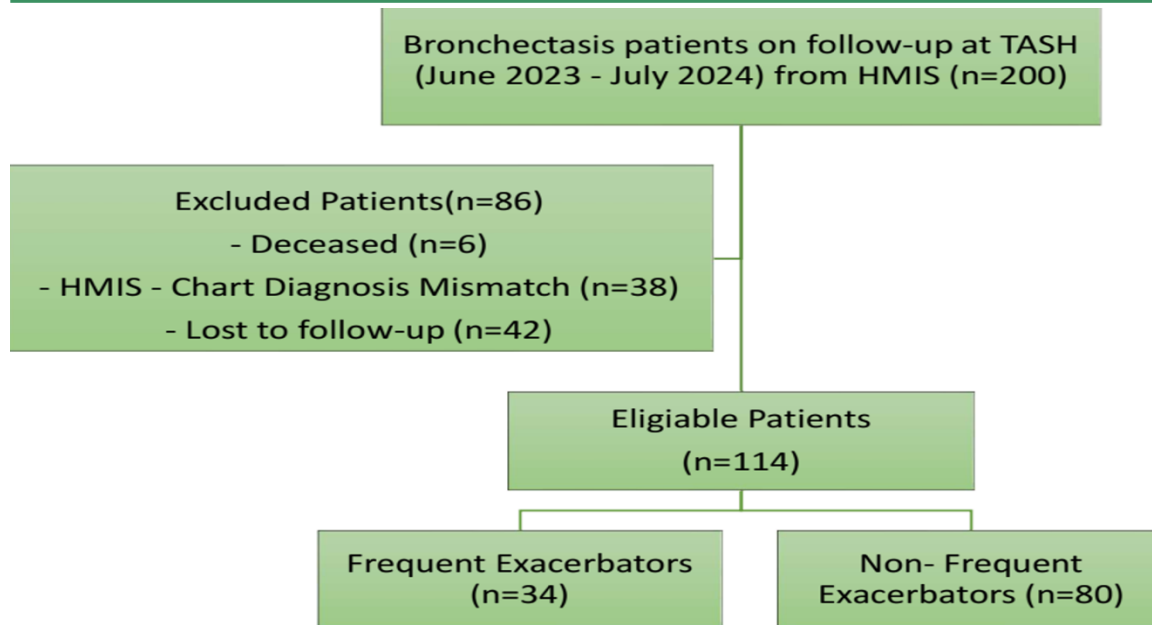 Bronchectasis patients on follow-up at TASH
(June 2023 - July 2024) from HMIS (n=200)
Excluded Patients(n=86)
- Deceased (n=6)
- HMIS - Chart Diagnosis Mismatch (n=38)
- Lost to follow-up (n=42)
Eligiable Patients
(n=114)
Frequent Exacerbators
(n=34)
Non- Frequent
Exacerbators (n=80)